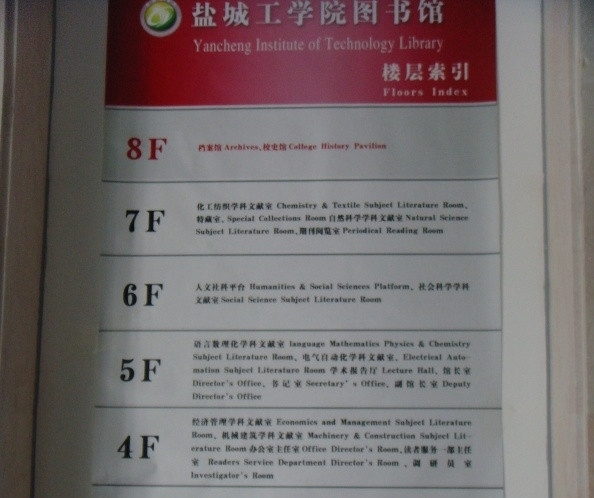 盐城工学院图书馆
Yancheng Institute of Technology Library
楼层索引
Floors Index
8F
档案馆 Archives、校史馆 College History Pavilion
7F
化工纺织学科文献室 Chemistry & Textile Subject Literature Room、
特藏室、Special Collections Room 自然科学学科文献室 Natural Science
Subject Literature Room、期刊阅览室 Periodical Reading Room
6F
人文社科平台 Humanities & Social Sciences Platform、社会科学学科
文献室 Social Science Subject Literature Room
5F
语言数理化学科文献室 language Mathematics Physics & Chemistry
Subject Literature Room、电气自动化学科文献室、Electrical Auto-
mation Subject Literature Room 学术报告厅 Lecture Hall、馆长室
Director's Office、书记室 Secretary's Office、副馆长室 Deputy
Director's Office
4F
经济管理学科文献室 Economics and Management Subject Literature
Room、机械建筑学科文献室 Machinery & Construction Subject Lit-
erature Room 办公室主任室 Office Director's Room、读者服务一部主任
室 Readers Service Department Director's Room、调研员室
Investigator's Room